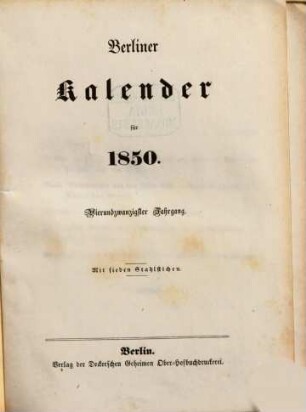 Berliner
Kalender
für
1850.
Vierundzwanzigster Jahrgang.
Mit sieben Stahlstichen.
Berlin.
Verlag der Deckerschen Geheimen Ober-Hofbuchdruckerei.